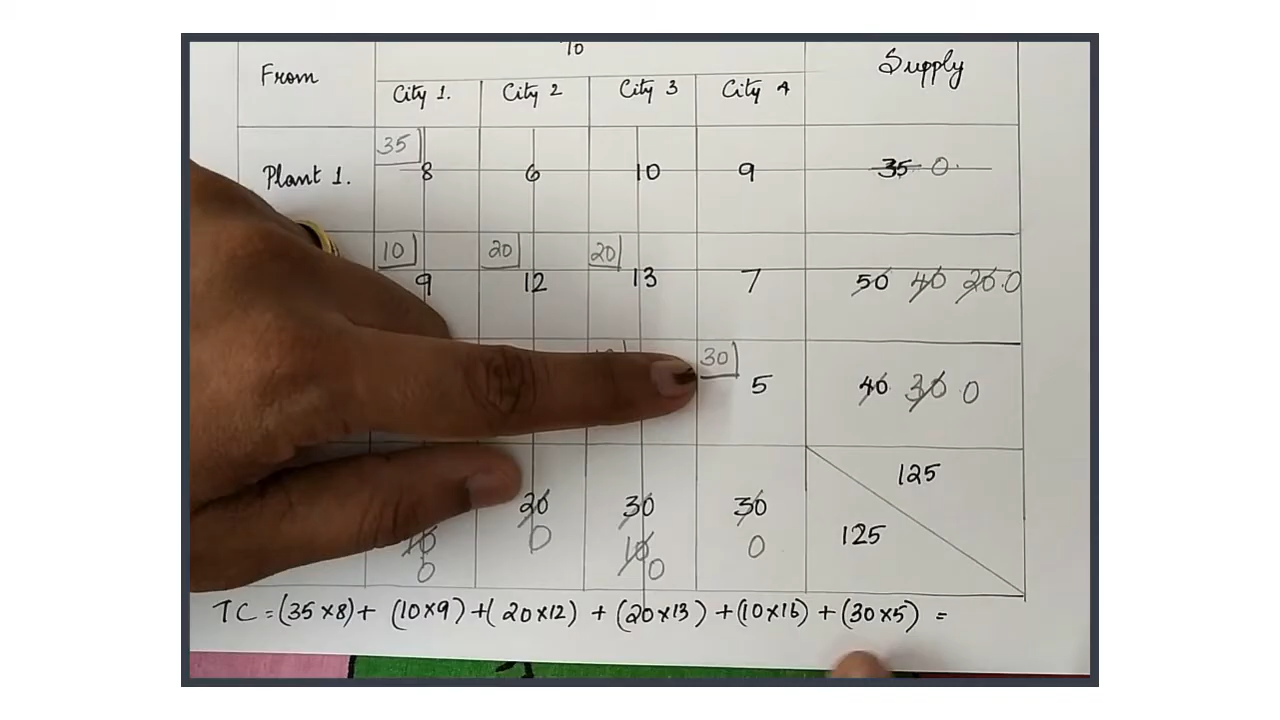 To
From Supply
City 1. City 2 City 3 City 4
35
Plant 1. 8 6 10 9 35 0.
10 20 20
9 12 13 7 50 40 20.0
30
5 40 30 0
125
20 30 30
125
10 0 10 0
0 0
TC = (35×8) + (10×9) + (20×12) + (20×13) + (10×16) + (30×5) =